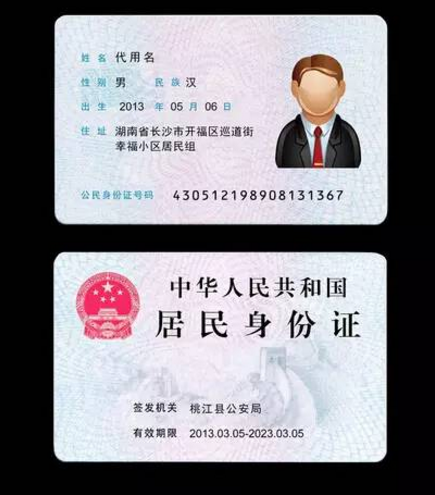 姓名 代用名
性别 男 民族 汉
出生 2013 年 05 月 06 日
住址 湖南省长沙市开福区巡道街
幸福小区居民组
公民身份证号码 430512198908131367
中华人民共和国
居民身份证
签发机关 桃江县公安局
有效期限 2013.03.05-2023.03.05